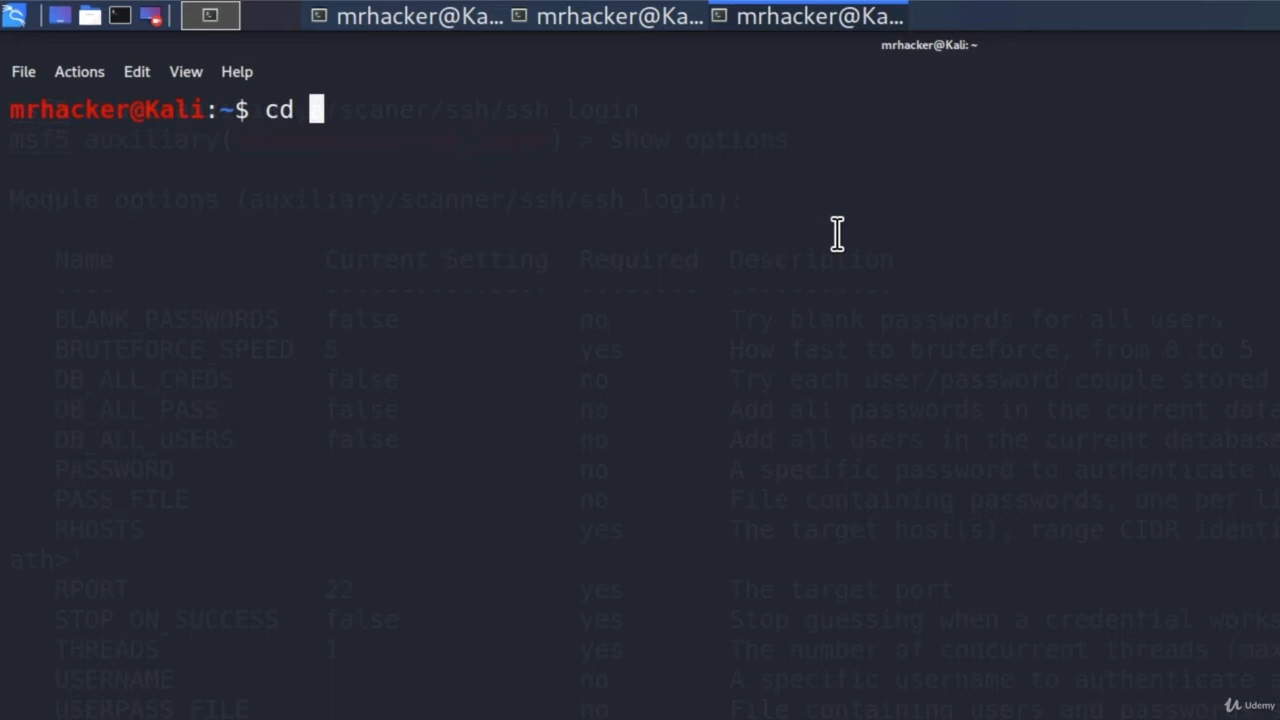 mrhacker@Ka... mrhacker@Ka... mrhacker@Ka...
mrhacker@Kali: ~
File Actions Edit View Help
mrhacker@Kali:~$ cd
/scaner/ssh/ssh_login
msf5 auxiliary( ) > show options
Module options (auxiliary/scanner/ssh/ssh_login):
Name Current Setting Required Description
---- --------------- -------- -----------
BLANK_PASSWORDS false no Try blank passwords for all users
BRUTEFORCE_SPEED 5 yes How fast to bruteforce, from 0 to 5
DB_ALL_CREDS false no Try each user/password couple stored
DB_ALL_PASS false no Add all passwords in the current data
DB_ALL_USERS false no Add all users in the current database
PASSWORD no A specific password to authenticate w
PASS_FILE no File containing passwords, one per li
RHOSTS yes The target host(s), range CIDR identi
ath>'
RPORT 22 yes The target port
STOP_ON_SUCCESS false yes Stop guessing when a credential works
THREADS 1 yes The number of concurrent threads (max
USERNAME no A specific username to authenticate a
USERPASS_FILE no File containing users and password
Udemy